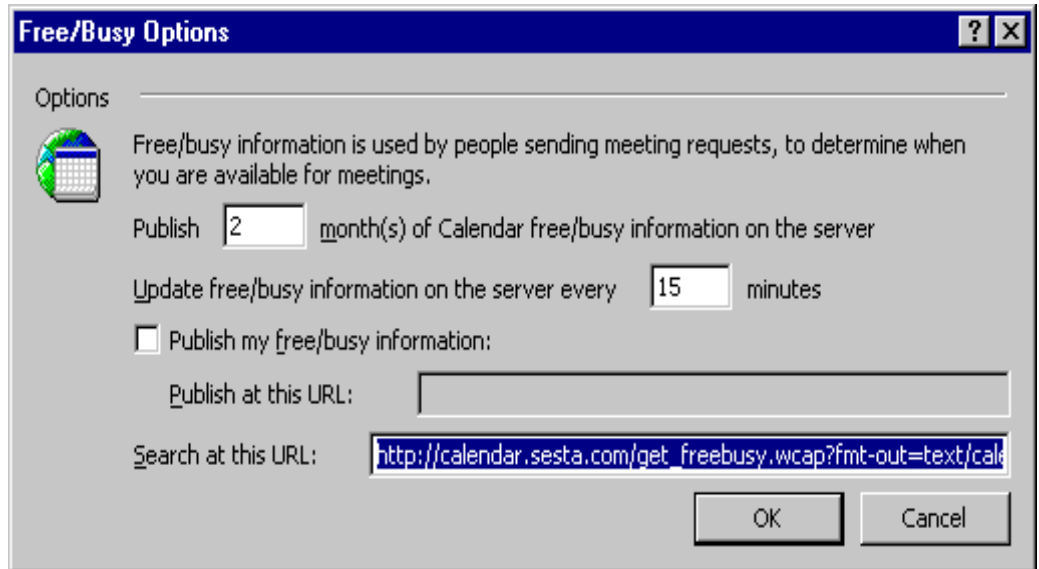 Free/Busy Options
Options
Free/busy information is used by people sending meeting requests, to determine when
you are available for meetings.
Publish 2 month(s) of Calendar free/busy information on the server
Update free/busy information on the server every 15 minutes
Publish my free/busy information:
Publish at this URL:
Search at this URL: http://calendar.sesta.com/get_freebusy.wcap?fmt-out=text/cale
OK Cancel